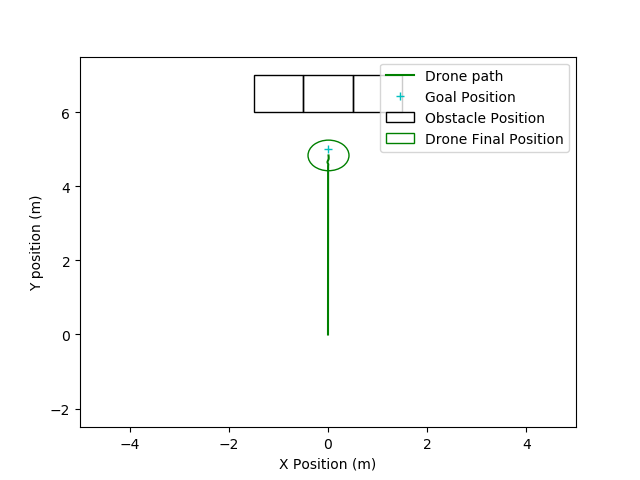 Drone path
Goal Position
Obstacle Position
Drone Final Position
6
4
2
0
−2
Y position (m)
−4
−2
0
2
4
X Position (m)